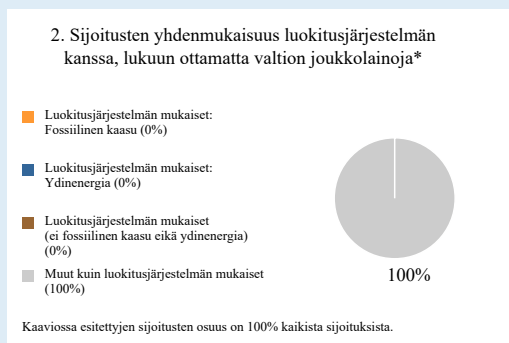 2. Sijoitusten yhdenmukaisuus luokitusjärjestelmän
kanssa, lukuun ottamatta valtion joukkolainoja*
Luokitusjärjestelmän mukaiset:
Fossiilinen kaasu (0%)
Luokitusjärjestelmän mukaiset:
Ydinenergia (0%)
Luokitusjärjestelmän mukaiset
(ei fossiilinen kaasu eikä ydinenergia)
(0%)
Muut kuin luokitusjärjestelmän mukaiset
(100%)
100%
Kaaviossa esitettyjen sijoitusten osuus on 100% kaikista sijoituksista.